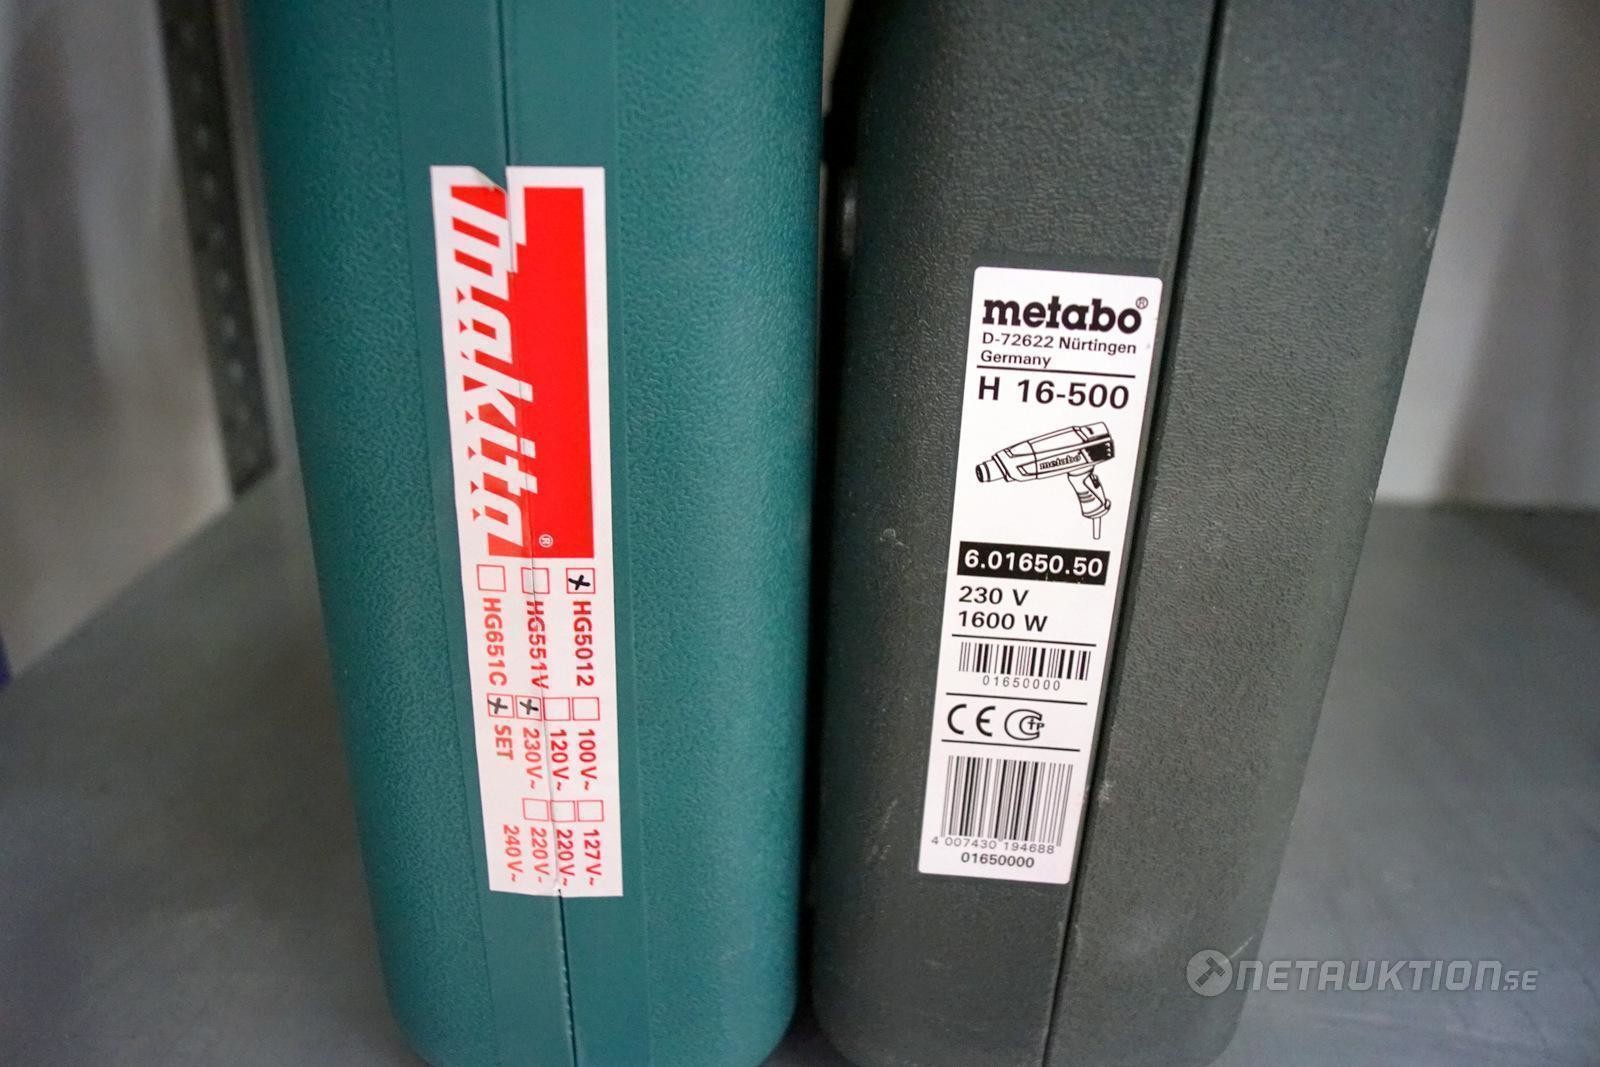 makita®
HG5012
HG551V
HG651C
100V~
127V~
120V~
220V~
230V~
220V-
240V~
SET
metabo®
D-72622 Nürtingen
Germany
H 16-500
metabo
6.01650.50
230 V
1600 W
01650000
CE
4 007430 194688
01650000
NETAUKTION.SE